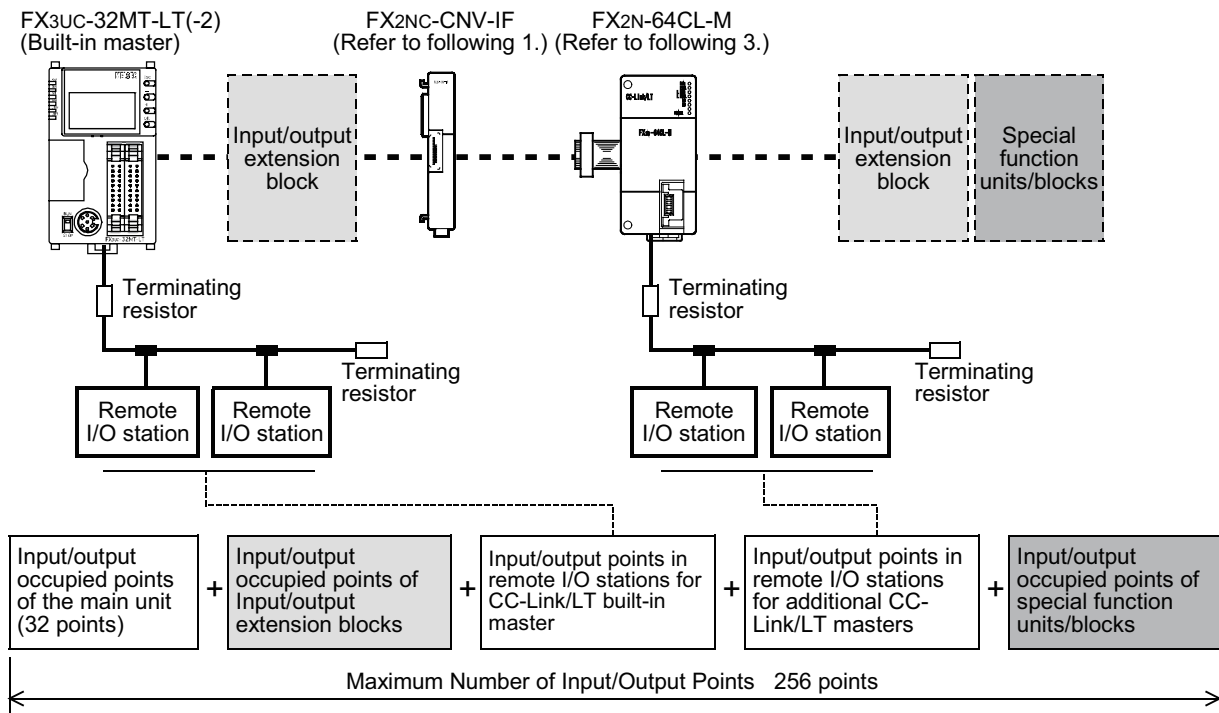 FX3UC-32MT-LT(-2)
(Built-in master)
FX2NC-CNV-IF
(Refer to following 1.)
FX2N-64CL-M
(Refer to following 3.)
Input/output
extension
block
CC-Link/LT
FX2N-64CL-M
Input/output
extension
block
Special
function
units/blocks
Terminating
resistor
Terminating
resistor
Remote
I/O station
Remote
I/O station
Terminating
resistor
Terminating
resistor
Remote
I/O station
Remote
I/O station
Input/output
occupied points
of the main unit
(32 points)
+
Input/output
occupied points of
Input/output
extension blocks
+
Input/output points in
remote I/O stations for
CC-Link/LT built-in
master
+
Input/output points in
remote I/O stations
for additional CC-
Link/LT masters
+
Input/output
occupied points of
special function
units/blocks
Maximum Number of Input/Output Points 256 points